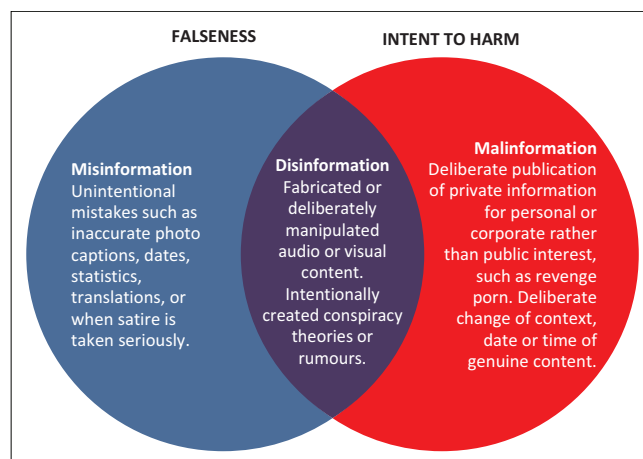 FALSENESS
INTENT TO HARM
Misinformation
Unintentional
mistakes such as
inaccurate photo
captions, dates,
statistics,
translations, or
when satire is
taken seriously.
Disinformation
Fabricated or
deliberately
manipulated
audio or visual
content.
Intentionally
created conspiracy
theories or
rumours.
Malinformation
Deliberate publication
of private information
for personal or
corporate rather
than public interest,
such as revenge
porn. Deliberate
change of context,
date or time of
genuine content.